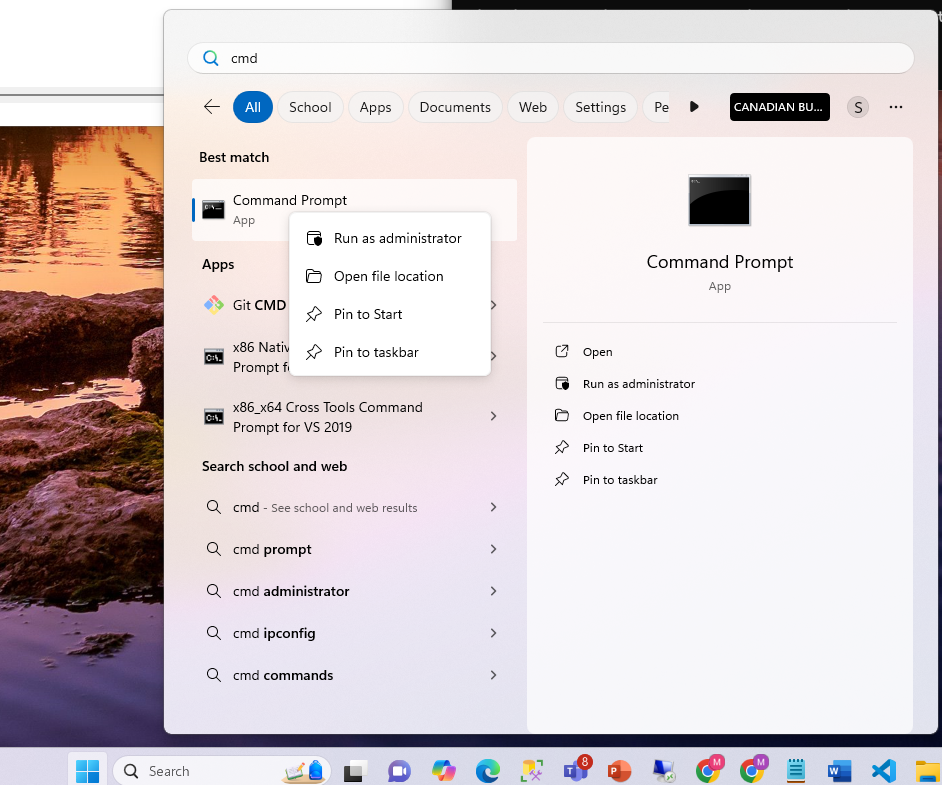 cmd
All
School
Apps
Documents
Web
Settings
Pe
CANADIAN BU...
S
Best match
Command Prompt
App
Run as administrator
Open file location
Pin to Start
Pin to taskbar
Apps
Git CMD
x86 Nativ
Prompt fo
x86_x64 Cross Tools Command
Prompt for VS 2019
Search school and web
cmd - See school and web results
cmd prompt
cmd administrator
cmd ipconfig
cmd commands
Command Prompt
App
Open
Run as administrator
Open file location
Pin to Start
Pin to taskbar
Search
8
M
M